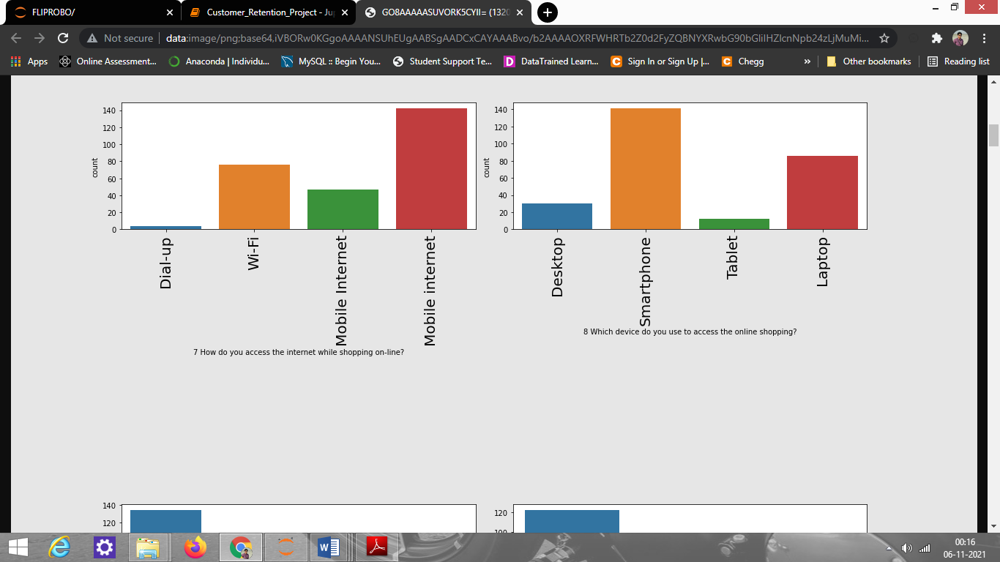 FLIPROBO/
Customer_Retention_Project - Ju
GO8AAAAASUVORK5CYII= (1320
Not secure | data:image/png;base64,iVBORw0KGgoAAAANSUhEUgAABSgAADCxCAYAAABvo/b2AAAAOXRFWHRTb2Z0d2FyZQBNYXRwbG90bGliIHZlcnNpb24zLjMuMi...
Apps
Online Assessment...
Anaconda | Individu...
MySQL :: Begin You...
Student Support Te...
DataTrained Learn...
Sign In or Sign Up |...
Chegg
»
Other bookmarks
Reading list
140
120
100
80
60
40
20
0
count
Dial-up
Wi-Fi
Mobile Internet
Mobile internet
7 How do you access the internet while shopping on-line?
140
120
100
80
60
40
20
0
count
Desktop
Smartphone
Tablet
Laptop
8 Which device do you use to access the online shopping?
140
120
120
100
00:16
06-11-2021